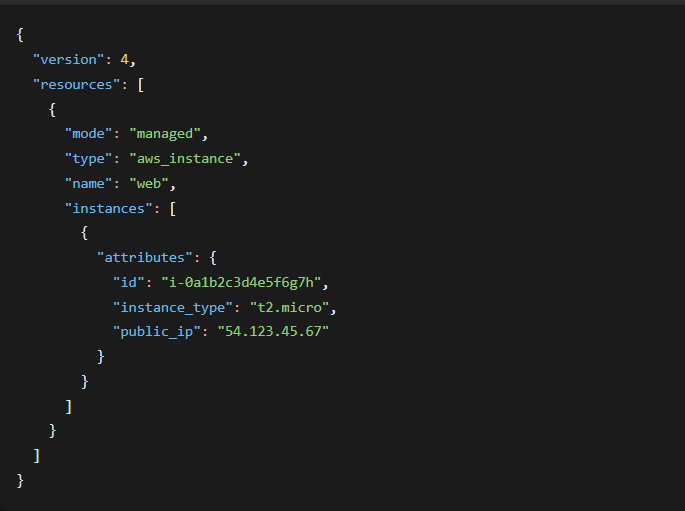 {
  "version": 4,
  "resources": [
    {
      "mode": "managed",
      "type": "aws_instance",
      "name": "web",
      "instances": [
        {
          "attributes": {
            "id": "i-0a1b2c3d4e5f6g7h",
            "instance_type": "t2.micro",
            "public_ip": "54.123.45.67"
          }
        }
      ]
    }
  ]
}